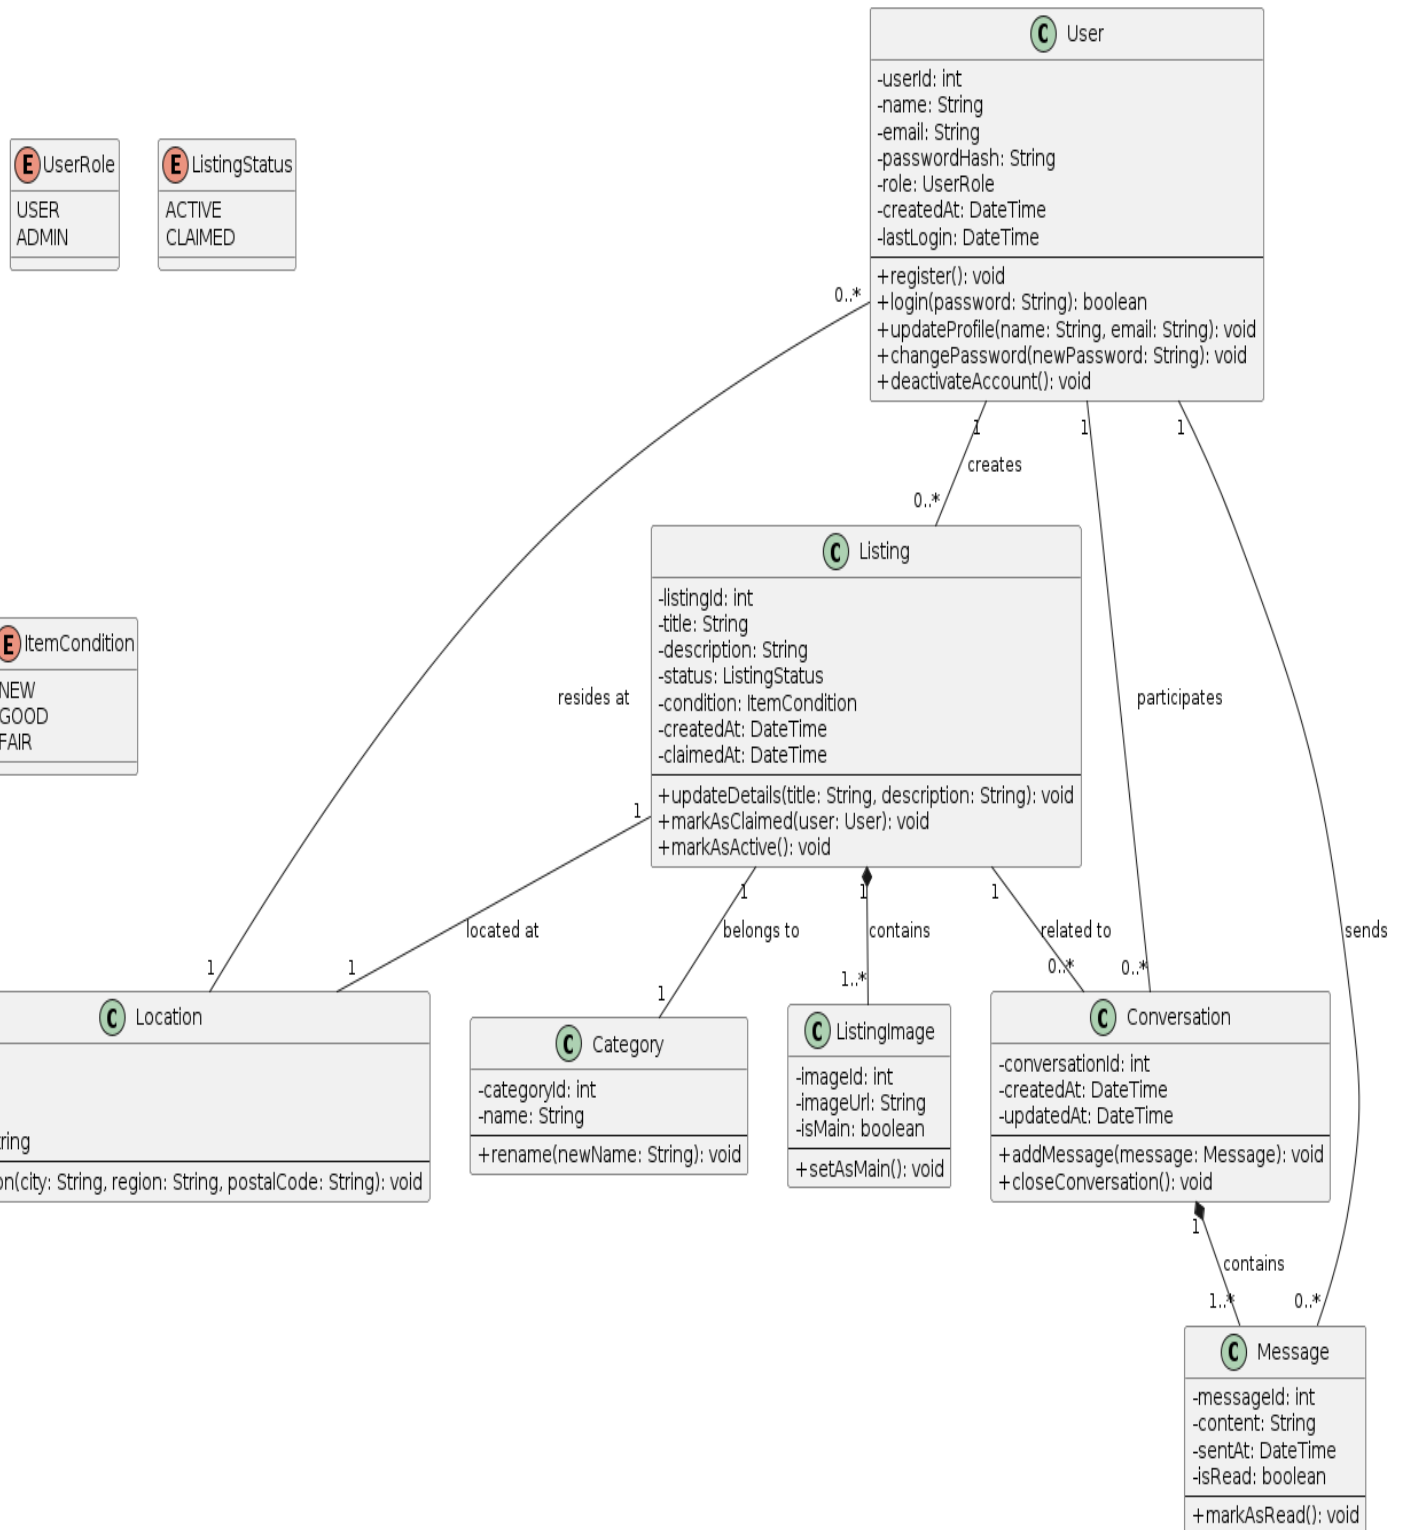 C User
-userId: int
-name: String
-email: String
-passwordHash: String
-role: UserRole
-createdAt: DateTime
-lastLogin: DateTime
+register(): void
+login(password: String): boolean
+updateProfile(name: String, email: String): void
+changePassword(newPassword: String): void
+deactivateAccount(): void
E UserRole
USER
ADMIN
E ListingStatus
ACTIVE
CLAIMED
0..*
1
1
1
creates
0..*
C Listing
-listingId: int
-title: String
-description: String
-status: ListingStatus
-condition: ItemCondition
-createdAt: DateTime
-claimedAt: DateTime
+updateDetails(title: String, description: String): void
+markAsClaimed(user: User): void
+markAsActive(): void
E ItemCondition
NEW
GOOD
FAIR
resides at
participates
1
1
1
1
located at
belongs to
contains
related to
sends
1
1
1
1..*
0..*
0..*
C Location
tring
on(city: String, region: String, postalCode: String): void
C Category
-categoryId: int
-name: String
+rename(newName: String): void
C ListingImage
-imageId: int
-imageUrl: String
-isMain: boolean
+setAsMain(): void
C Conversation
-conversationId: int
-createdAt: DateTime
-updatedAt: DateTime
+addMessage(message: Message): void
+closeConversation(): void
1
contains
1..*
0..*
C Message
-messageId: int
-content: String
-sentAt: DateTime
-isRead: boolean
+markAsRead(): void